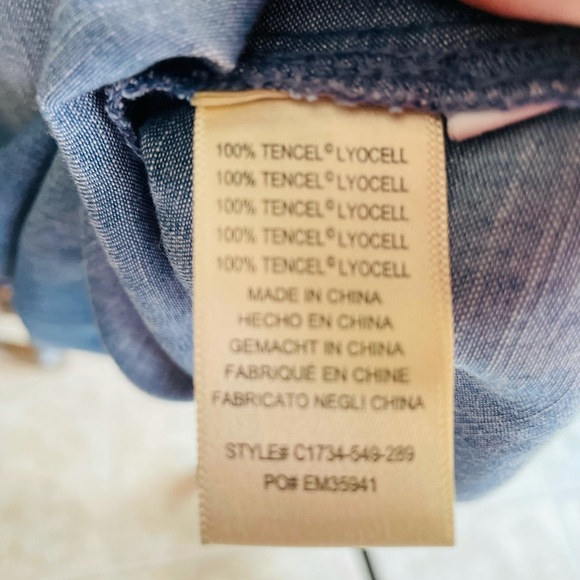 100% TENCEL© LYOCELL
100% TENCEL© LYOCELL
100% TENCEL© LYOCELL
100% TENCEL© LYOCELL
100% TENCEL© LYOCELL
MADE IN CHINA
HECHO EN CHINA
GEMACHT IN CHINA
FABRIQUÉ EN CHINE
FABRICATO NEGLI CHINA
STYLE# C1734-549-289
PO# EM35941